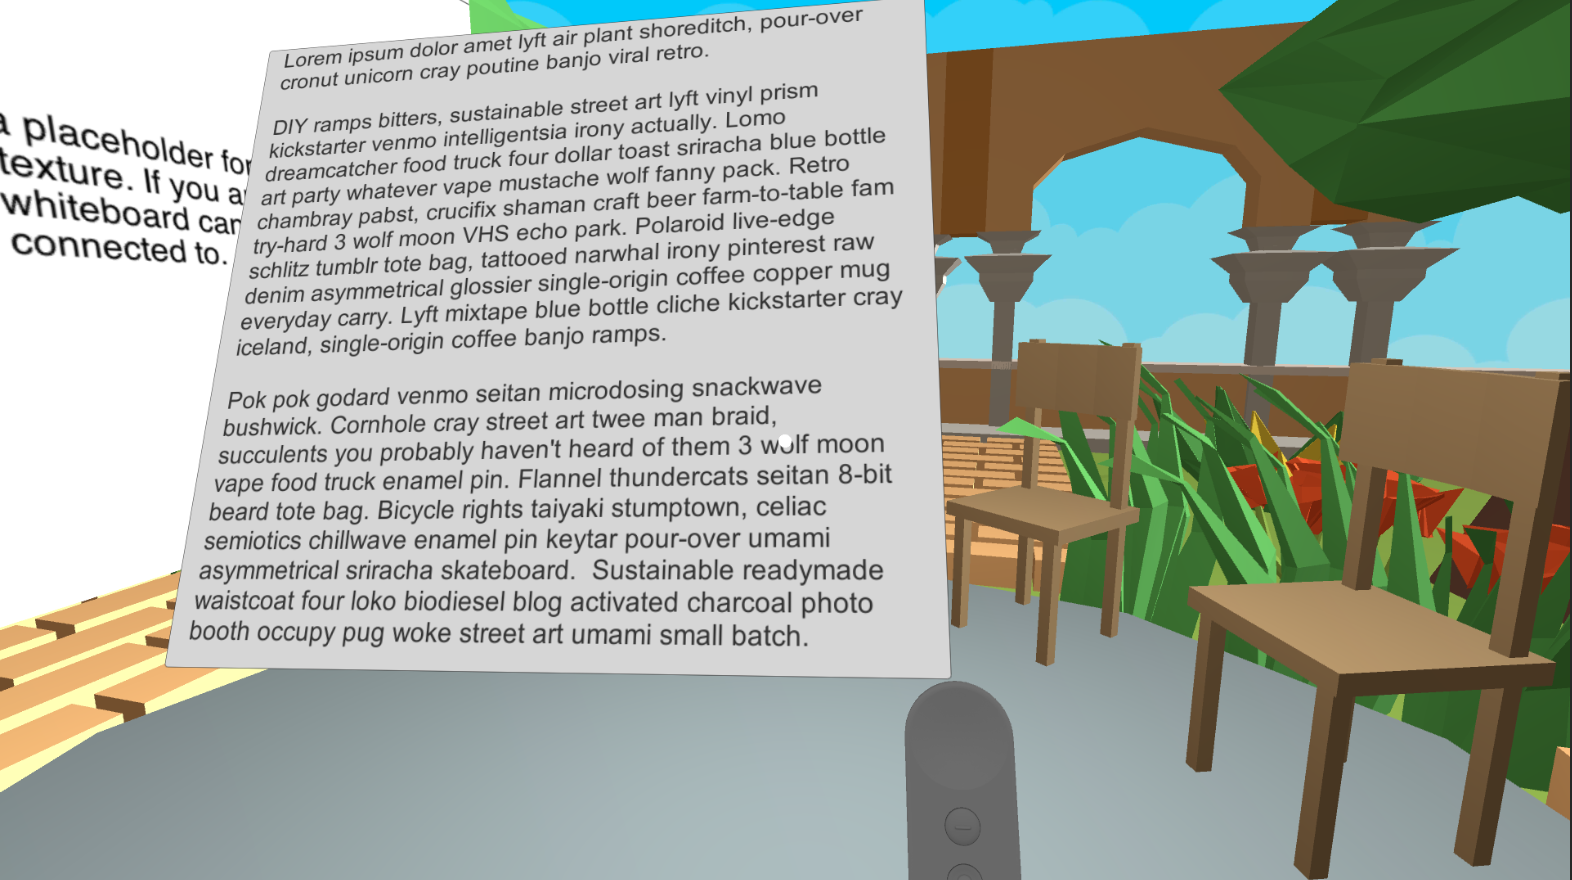 a placeholder for
texture. If you a
whiteboard can
connected to.
Lorem ipsum dolor amet lyft air plant shoreditch, pour-over
cronut unicorn cray poutine banjo viral retro.
DIY ramps bitters, sustainable street art lyft vinyl prism
kickstarter venmo intelligentsia irony actually. Lomo
dreamcatcher food truck four dollar toast sriracha blue bottle
art party whatever vape mustache wolf fanny pack. Retro
chambray pabst, crucifix shaman craft beer farm-to-table fam
try-hard 3 wolf moon VHS echo park. Polaroid live-edge
schlitz tumblr tote bag, tattooed narwhal irony pinterest raw
denim asymmetrical glossier single-origin coffee copper mug
everyday carry. Lyft mixtape blue bottle cliche kickstarter cray
iceland, single-origin coffee banjo ramps.
Pok pok godard venmo seitan microdosing snackwave
bushwick. Cornhole cray street art twee man braid,
succulents you probably haven't heard of them 3 wolf moon
vape food truck enamel pin. Flannel thundercats seitan 8-bit
beard tote bag. Bicycle rights taiyaki stumptown, celiac
semiotics chillwave enamel pin keytar pour-over umami
asymmetrical sriracha skateboard.  Sustainable readymade
waistcoat four loko biodiesel blog activated charcoal photo
booth occupy pug woke street art umami small batch.